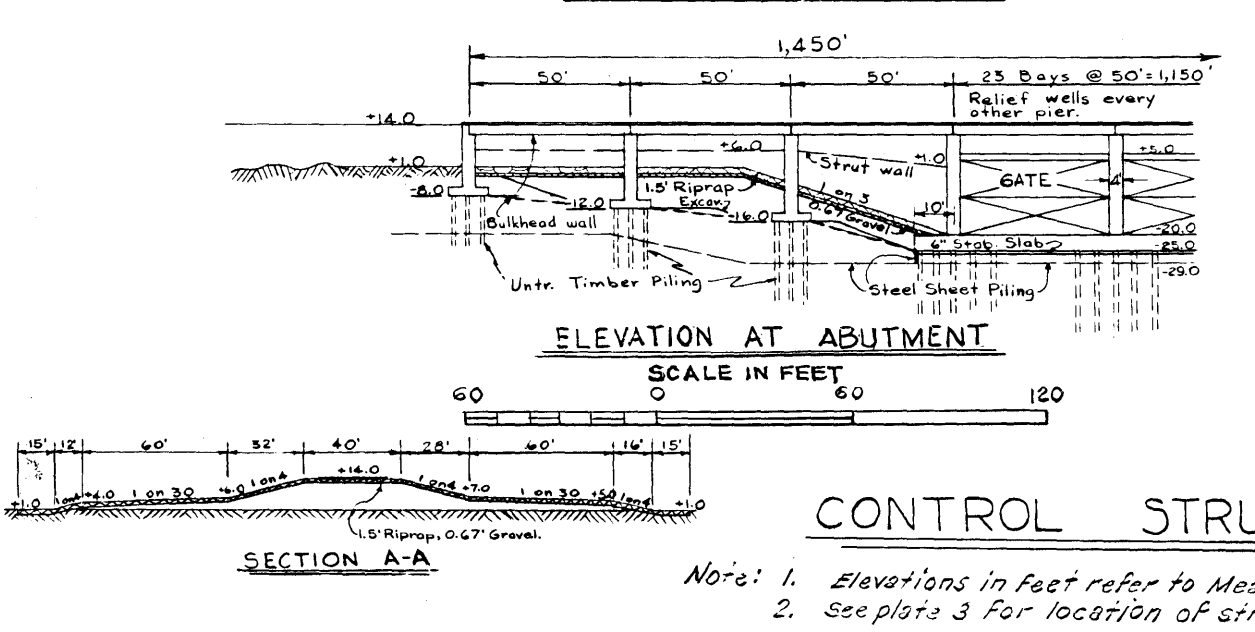 1,450'
50' 50' 50' 23 Bays @ 50'=1,150'
Relief wells every
other pier.
+14.0
+6.0
Strut wall
+1.0
+5.0
+1.0
1.5' Riprap
Excav.
1 on 3
0.67' Gravel
GATE
4'
10'
-8.0
-12.0
-16.0
Bulkhead wall
-20.0
6" Stab. Slab
-25.0
-29.0
Untr. Timber Piling
Steel Sheet Piling
ELEVATION AT ABUTMENT
SCALE IN FEET
60 0 60 120
15' 12' 60' 32' 40' 28' 60' 16' 15'
+1.0 1 on 4 +4.0 1 on 30 +6.0 1 on 4 +14.0 1 on 4 +7.0 1 on 30 +5.0 1 on 4 +1.0
1.5' Riprap, 0.67' Gravel.
SECTION A-A
CONTROL STRU
Note: 1. Elevations in feet refer to Mea
2. See plate 3 for location of str